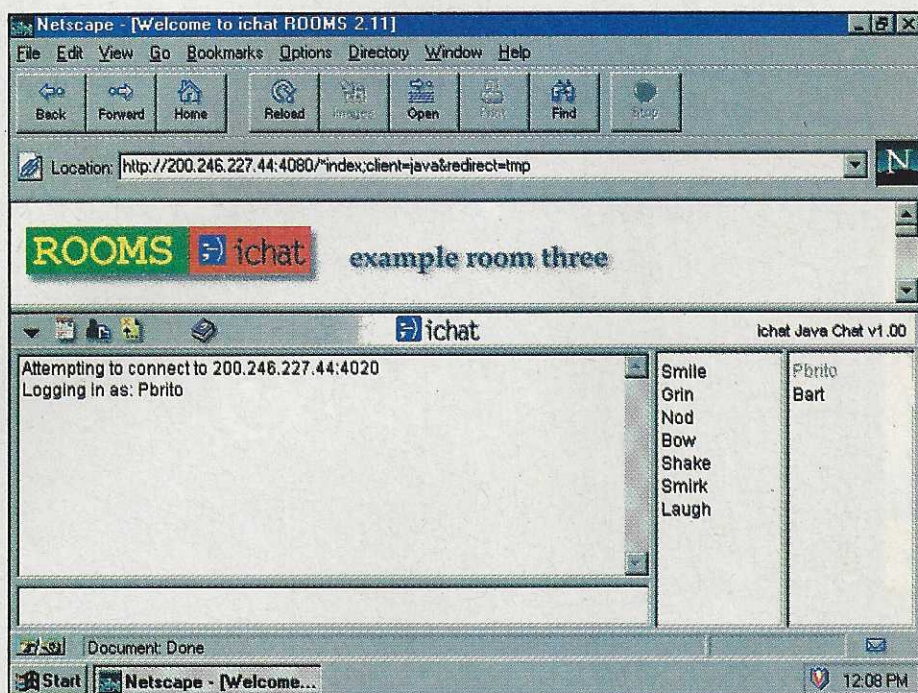 Netscape - [Welcome to ichat ROOMS 2.11]
File Edit View Go Bookmarks Options Directory Window Help
Back Forward Home Reload Images Open Print Find Stop
Location: http://200.246.227.44:4080/*index;client=java&redirect=tmp
N
ROOMS ;-) ichat example room three
;-) ichat
ichat Java Chat v1.00
Attempting to connect to 200.246.227.44:4020
Logging in as: Pbrito
Smile
Grin
Nod
Bow
Shake
Smirk
Laugh
Pbrito
Bart
Document: Done
Start Netscape - [Welcome... 12:08 PM